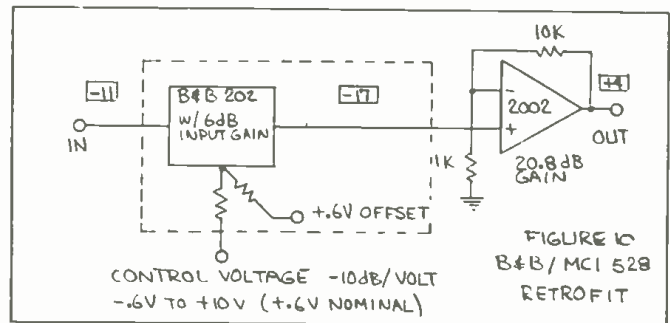 10K
-11
B&B 202
W/ 6dB
INPUT GAIN
-17
+4
-
2002
+
IN
OUT
1K
20.8dB
GAIN
+.6V OFFSET
CONTROL VOLTAGE -10dB/VOLT
-.6V TO +10V (+.6V NOMINAL)
FIGURE 10
B&B/MCI 528
RETROFIT